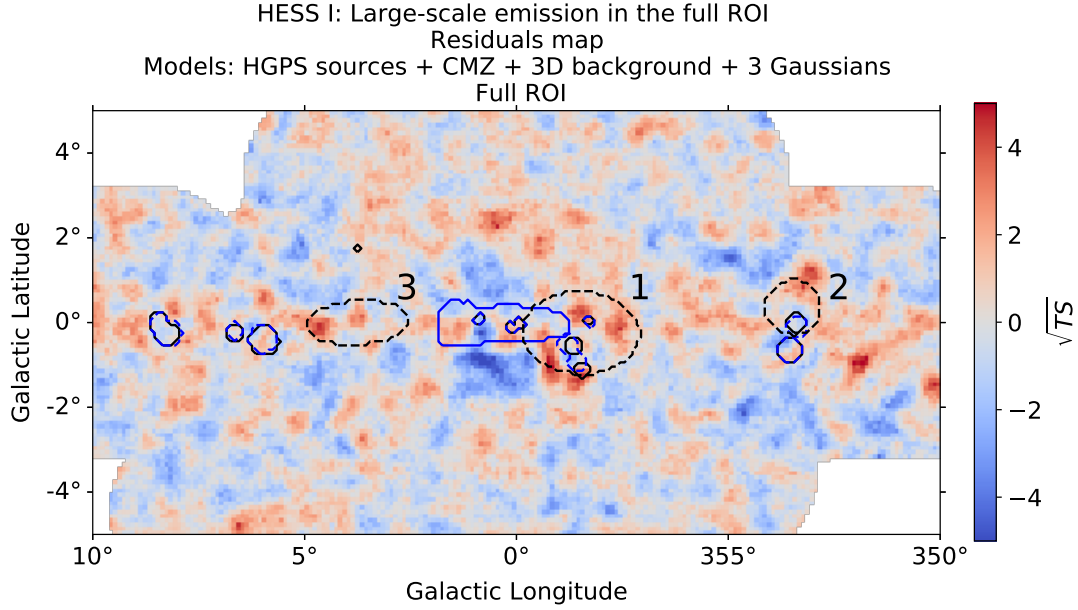 HESS I: Large-scale emission in the full ROI
Residuals map
Models: HGPS sources + CMZ + 3D background + 3 Gaussians
Full ROI
4°
2°
0°
-2°
-4°
10°
5°
0°
355°
350°
Galactic Latitude
Galactic Longitude
3
1
2
4
2
0
−2
−4
√TS